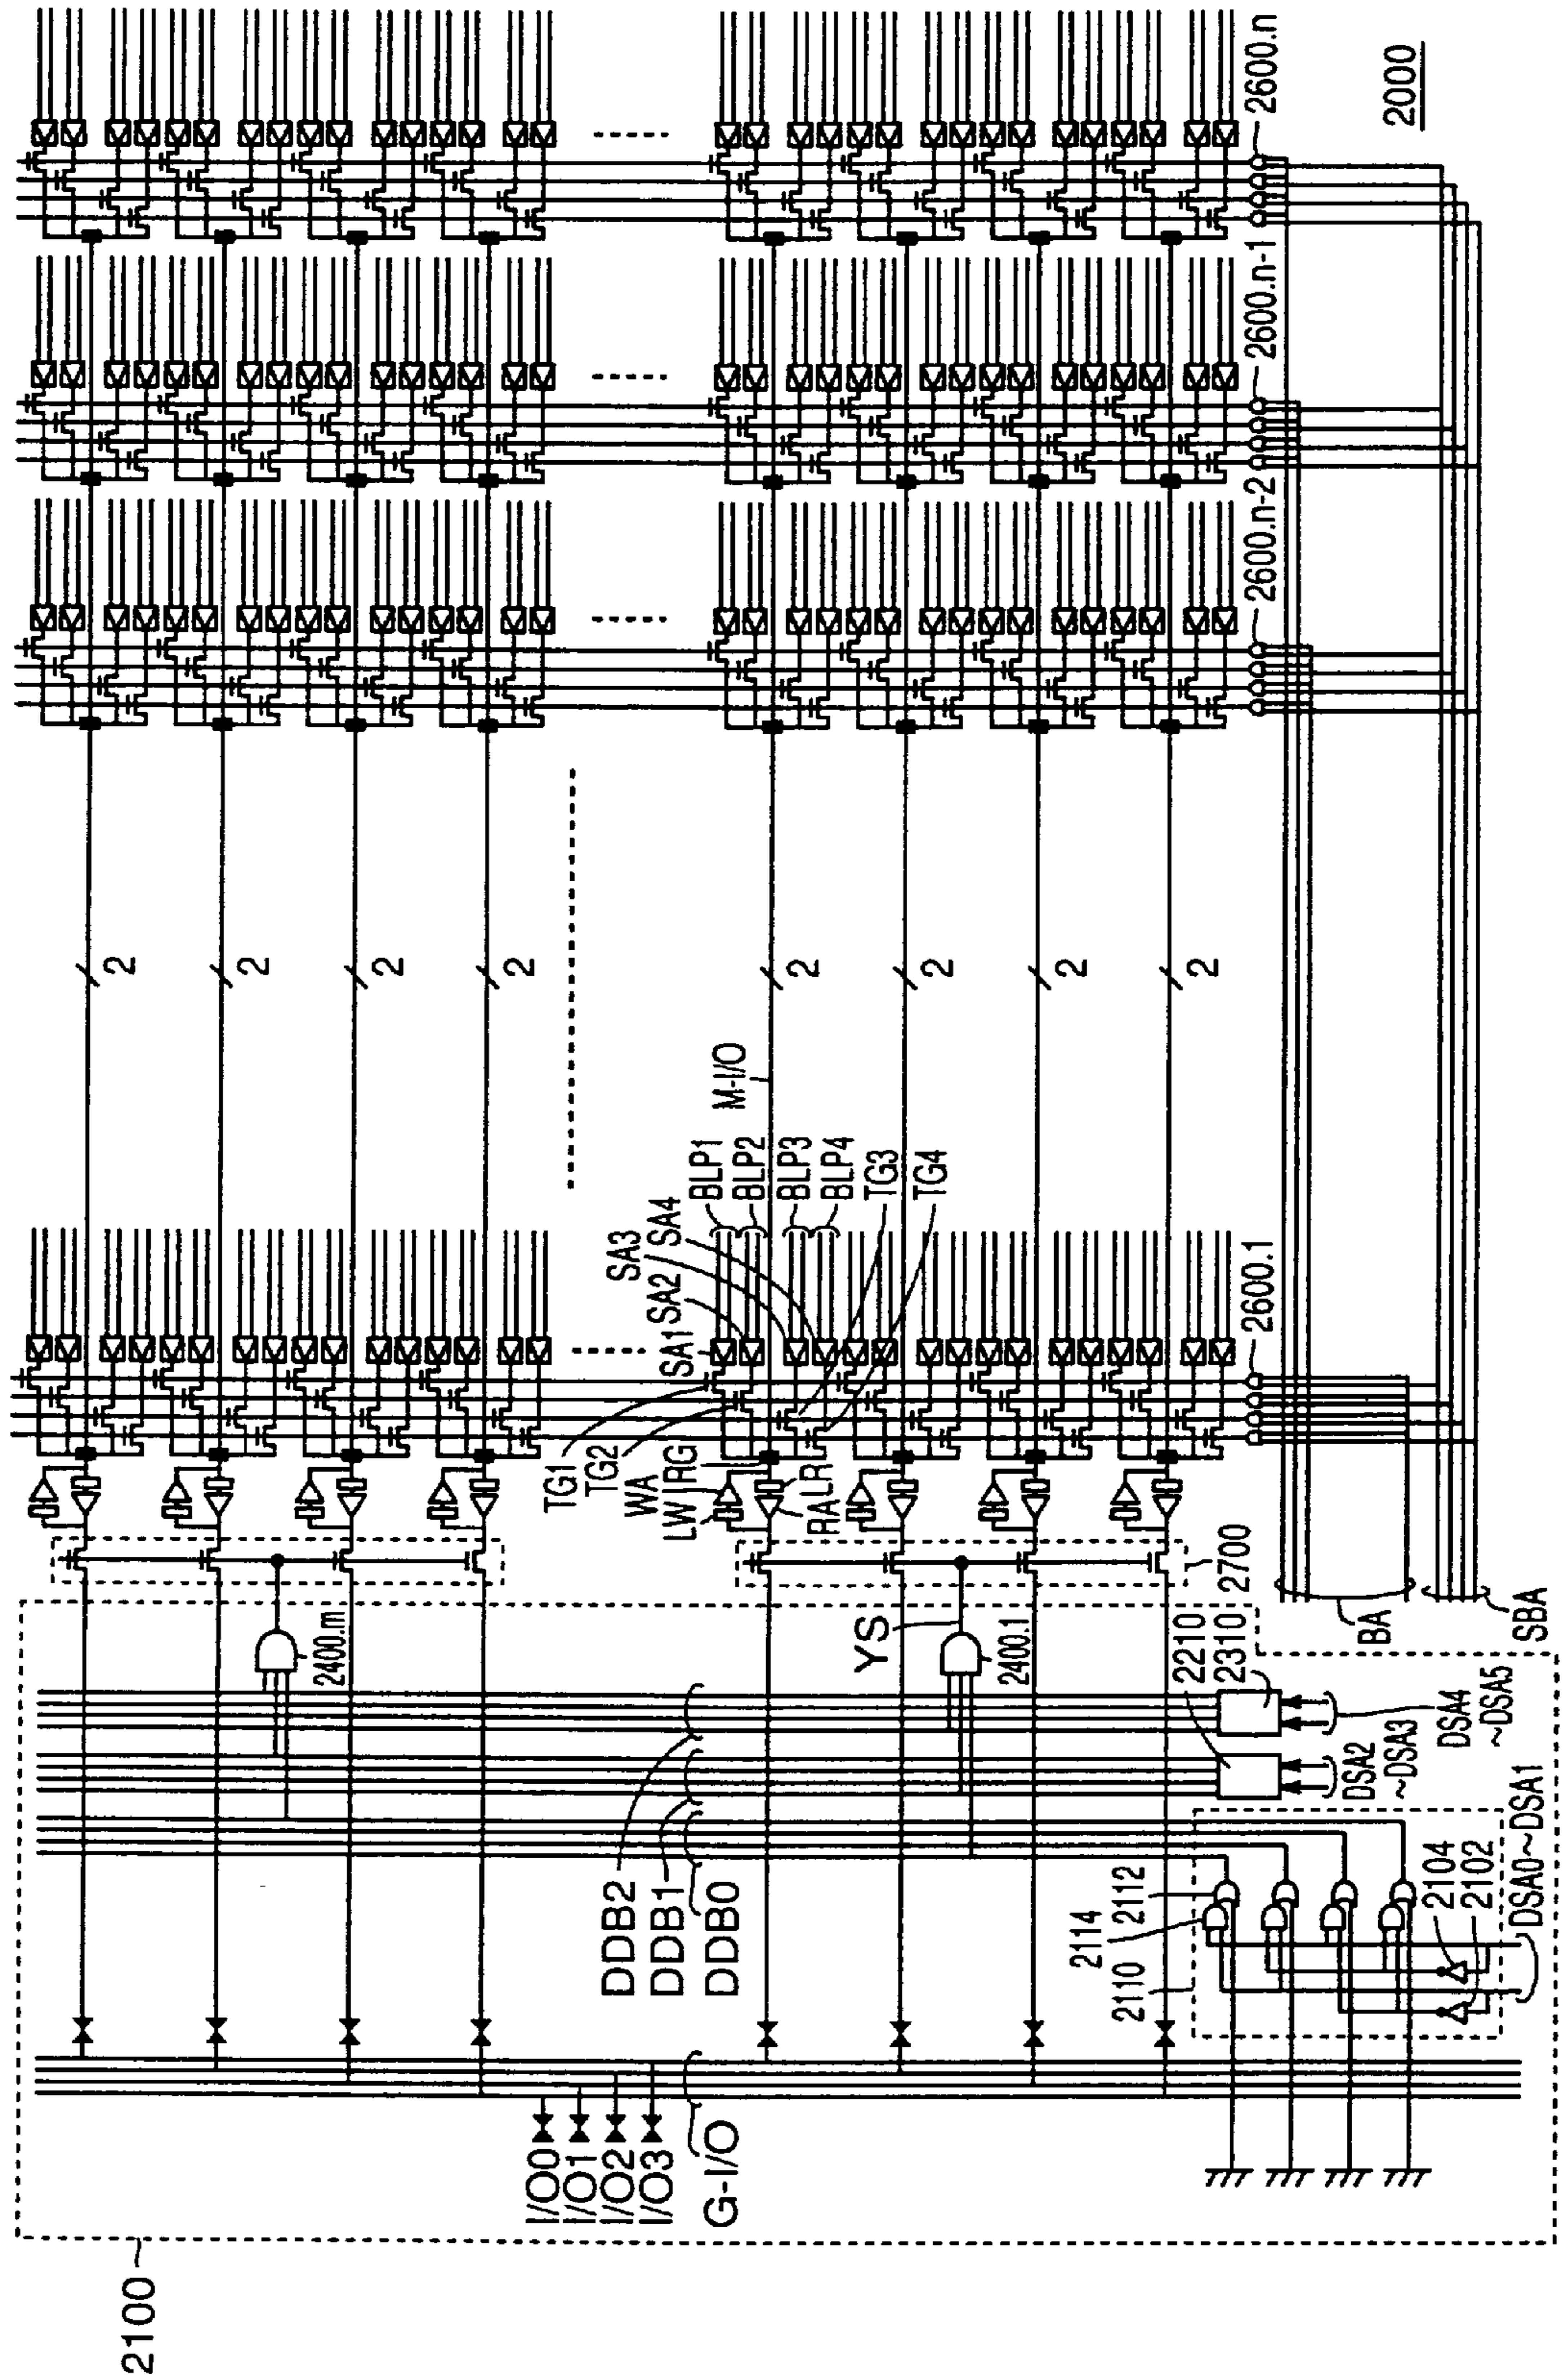 2100
I/O0
I/O1
I/O2
I/O3
G-I/O
DDB2
DDB1
DDB0
2110
2114
2112
2104
2102
DSA0~DSA1
DSA2
~DSA3
DSA4
~DSA5
2210
2310
2400.m
2400.1
YS
2700
BA
SBA
TG1
TG2
WA
LW
RG
RA
LR
SA1
SA2
SA3
SA4
BLP1
BLP2
BLP3
BLP4
TG3
TG4
M-I/O
2
2
2
2
2
2
2
2
2600.1
2600.n-2
2600.n-1
2600.n
2000